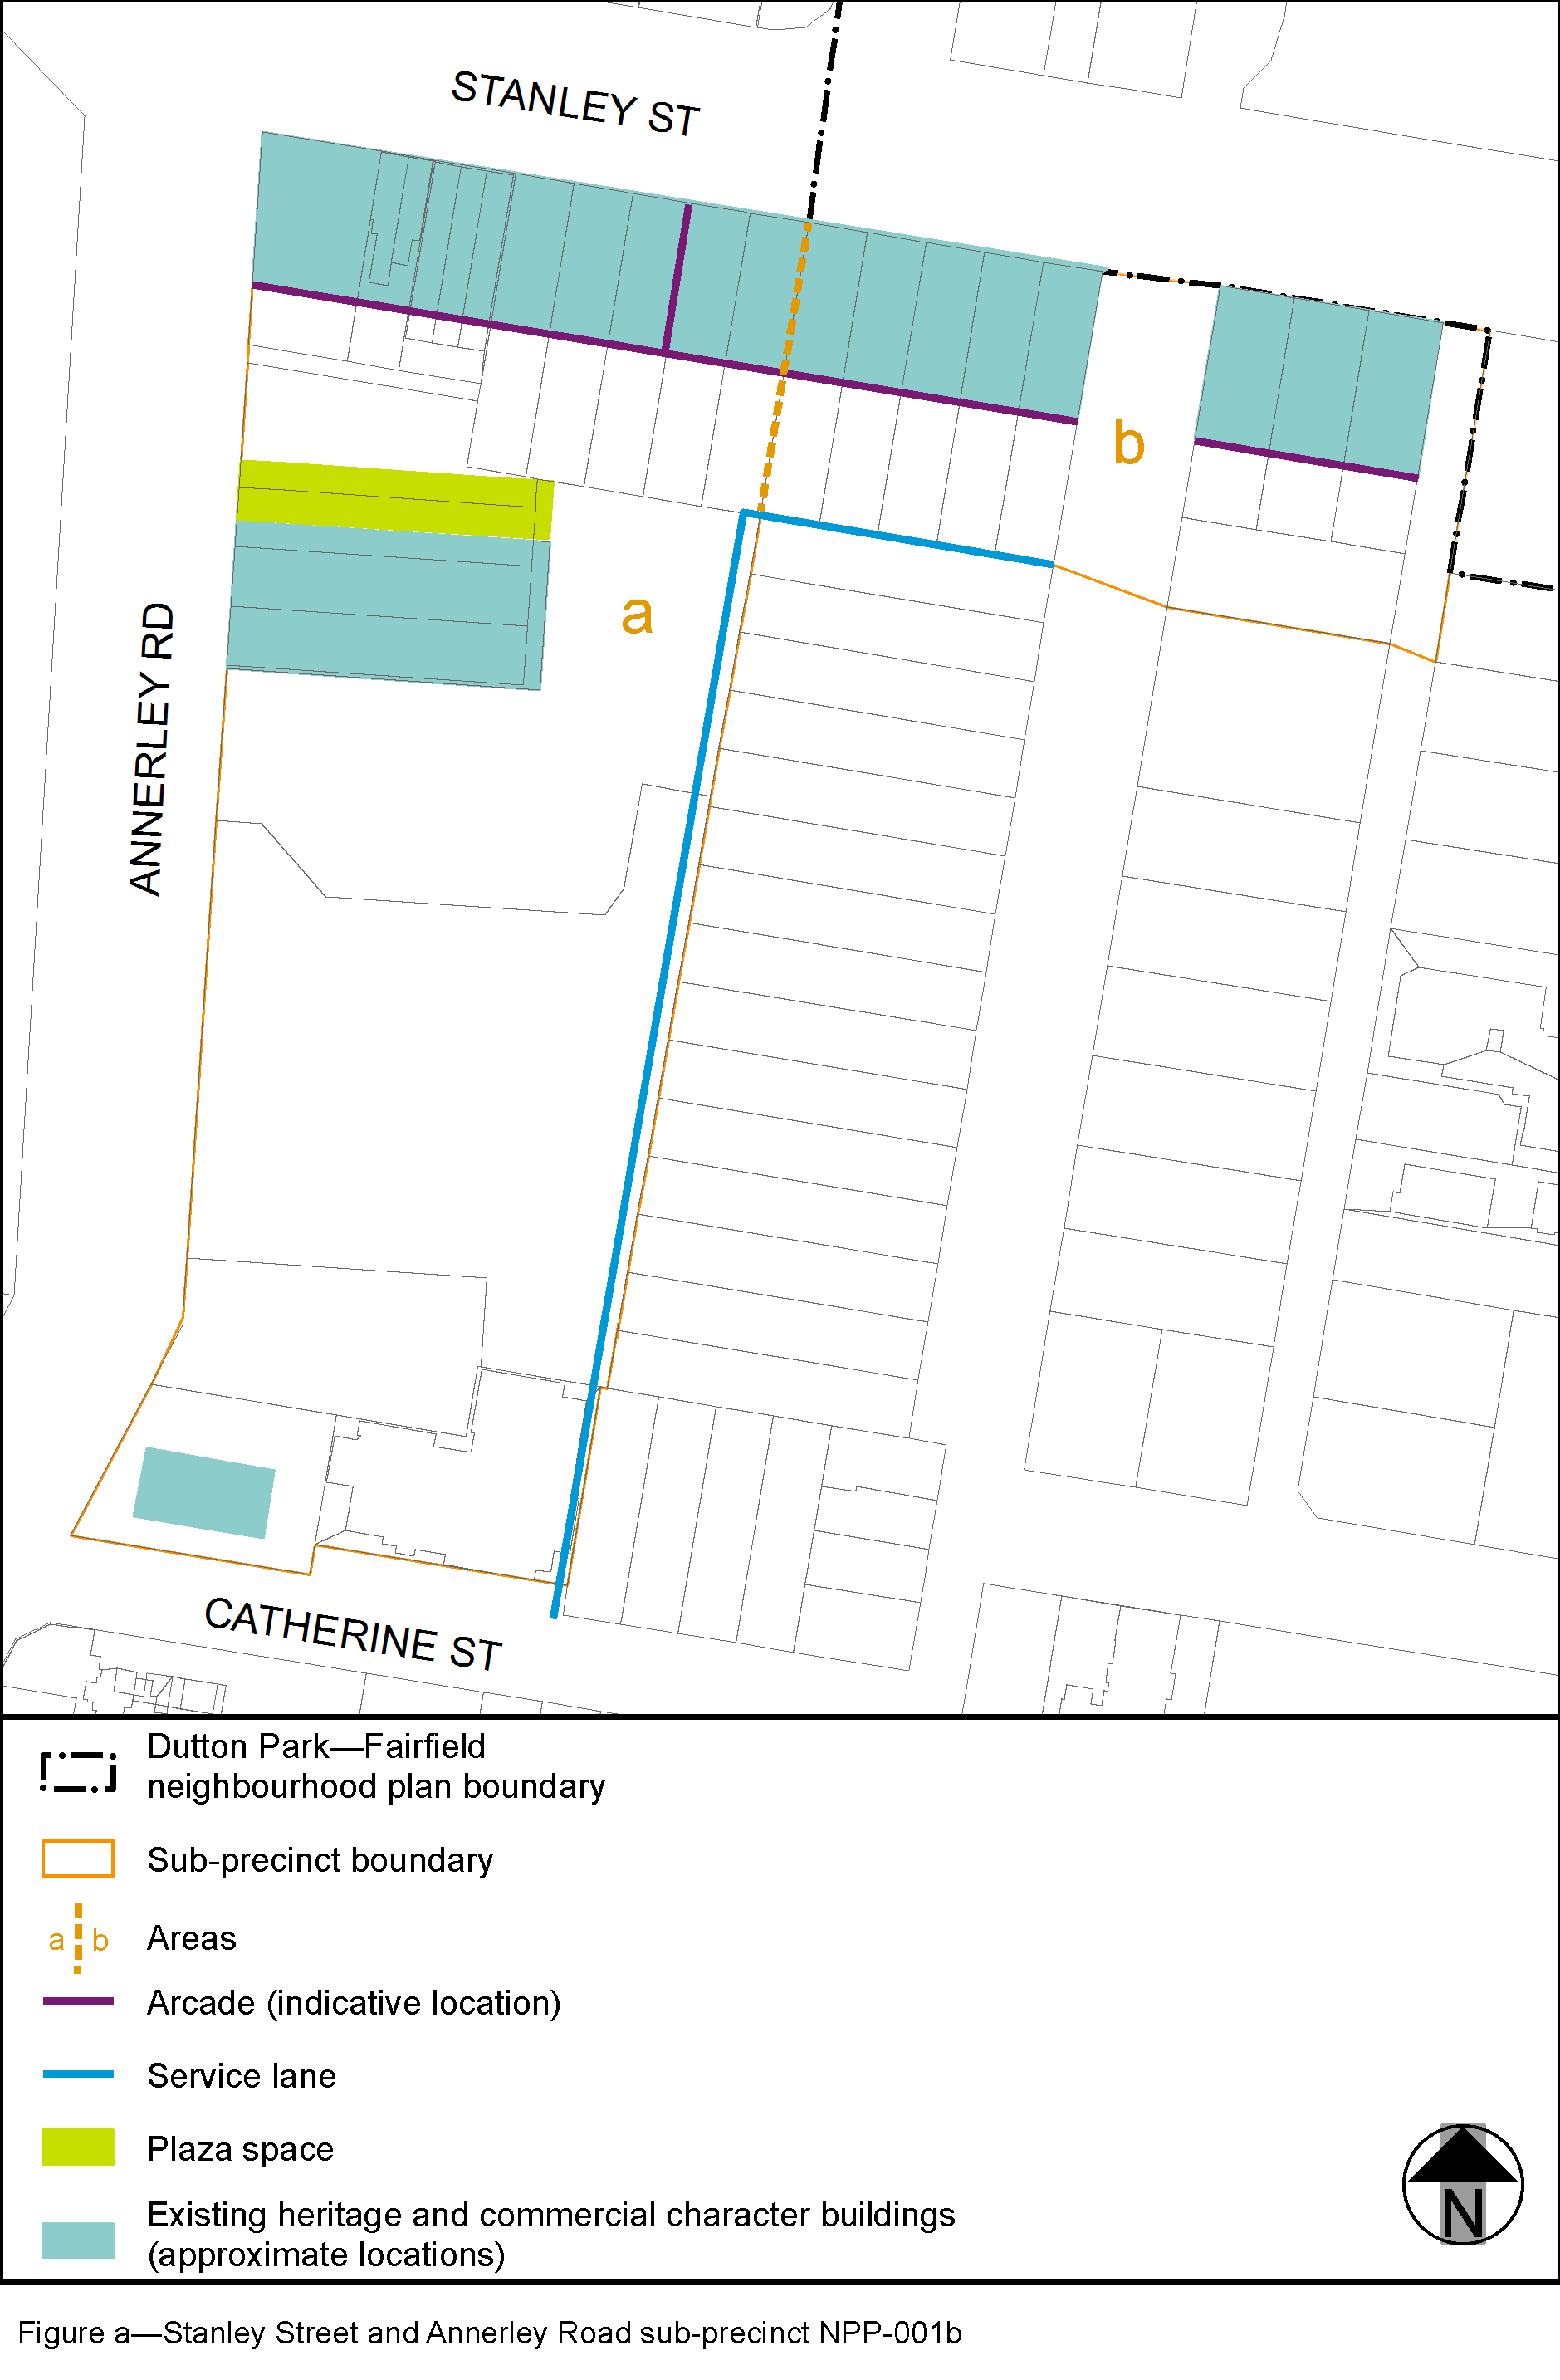 STANLEY ST
b
a
ANNERLEY RD
CATHERINE ST
Dutton Park—Fairfield
neighbourhood plan boundary
Sub-precinct boundary
a b Areas
Arcade (indicative location)
Service lane
Plaza space
Existing heritage and commercial character buildings
(approximate locations)
N
Figure a—Stanley Street and Annerley Road sub-precinct NPP-001b